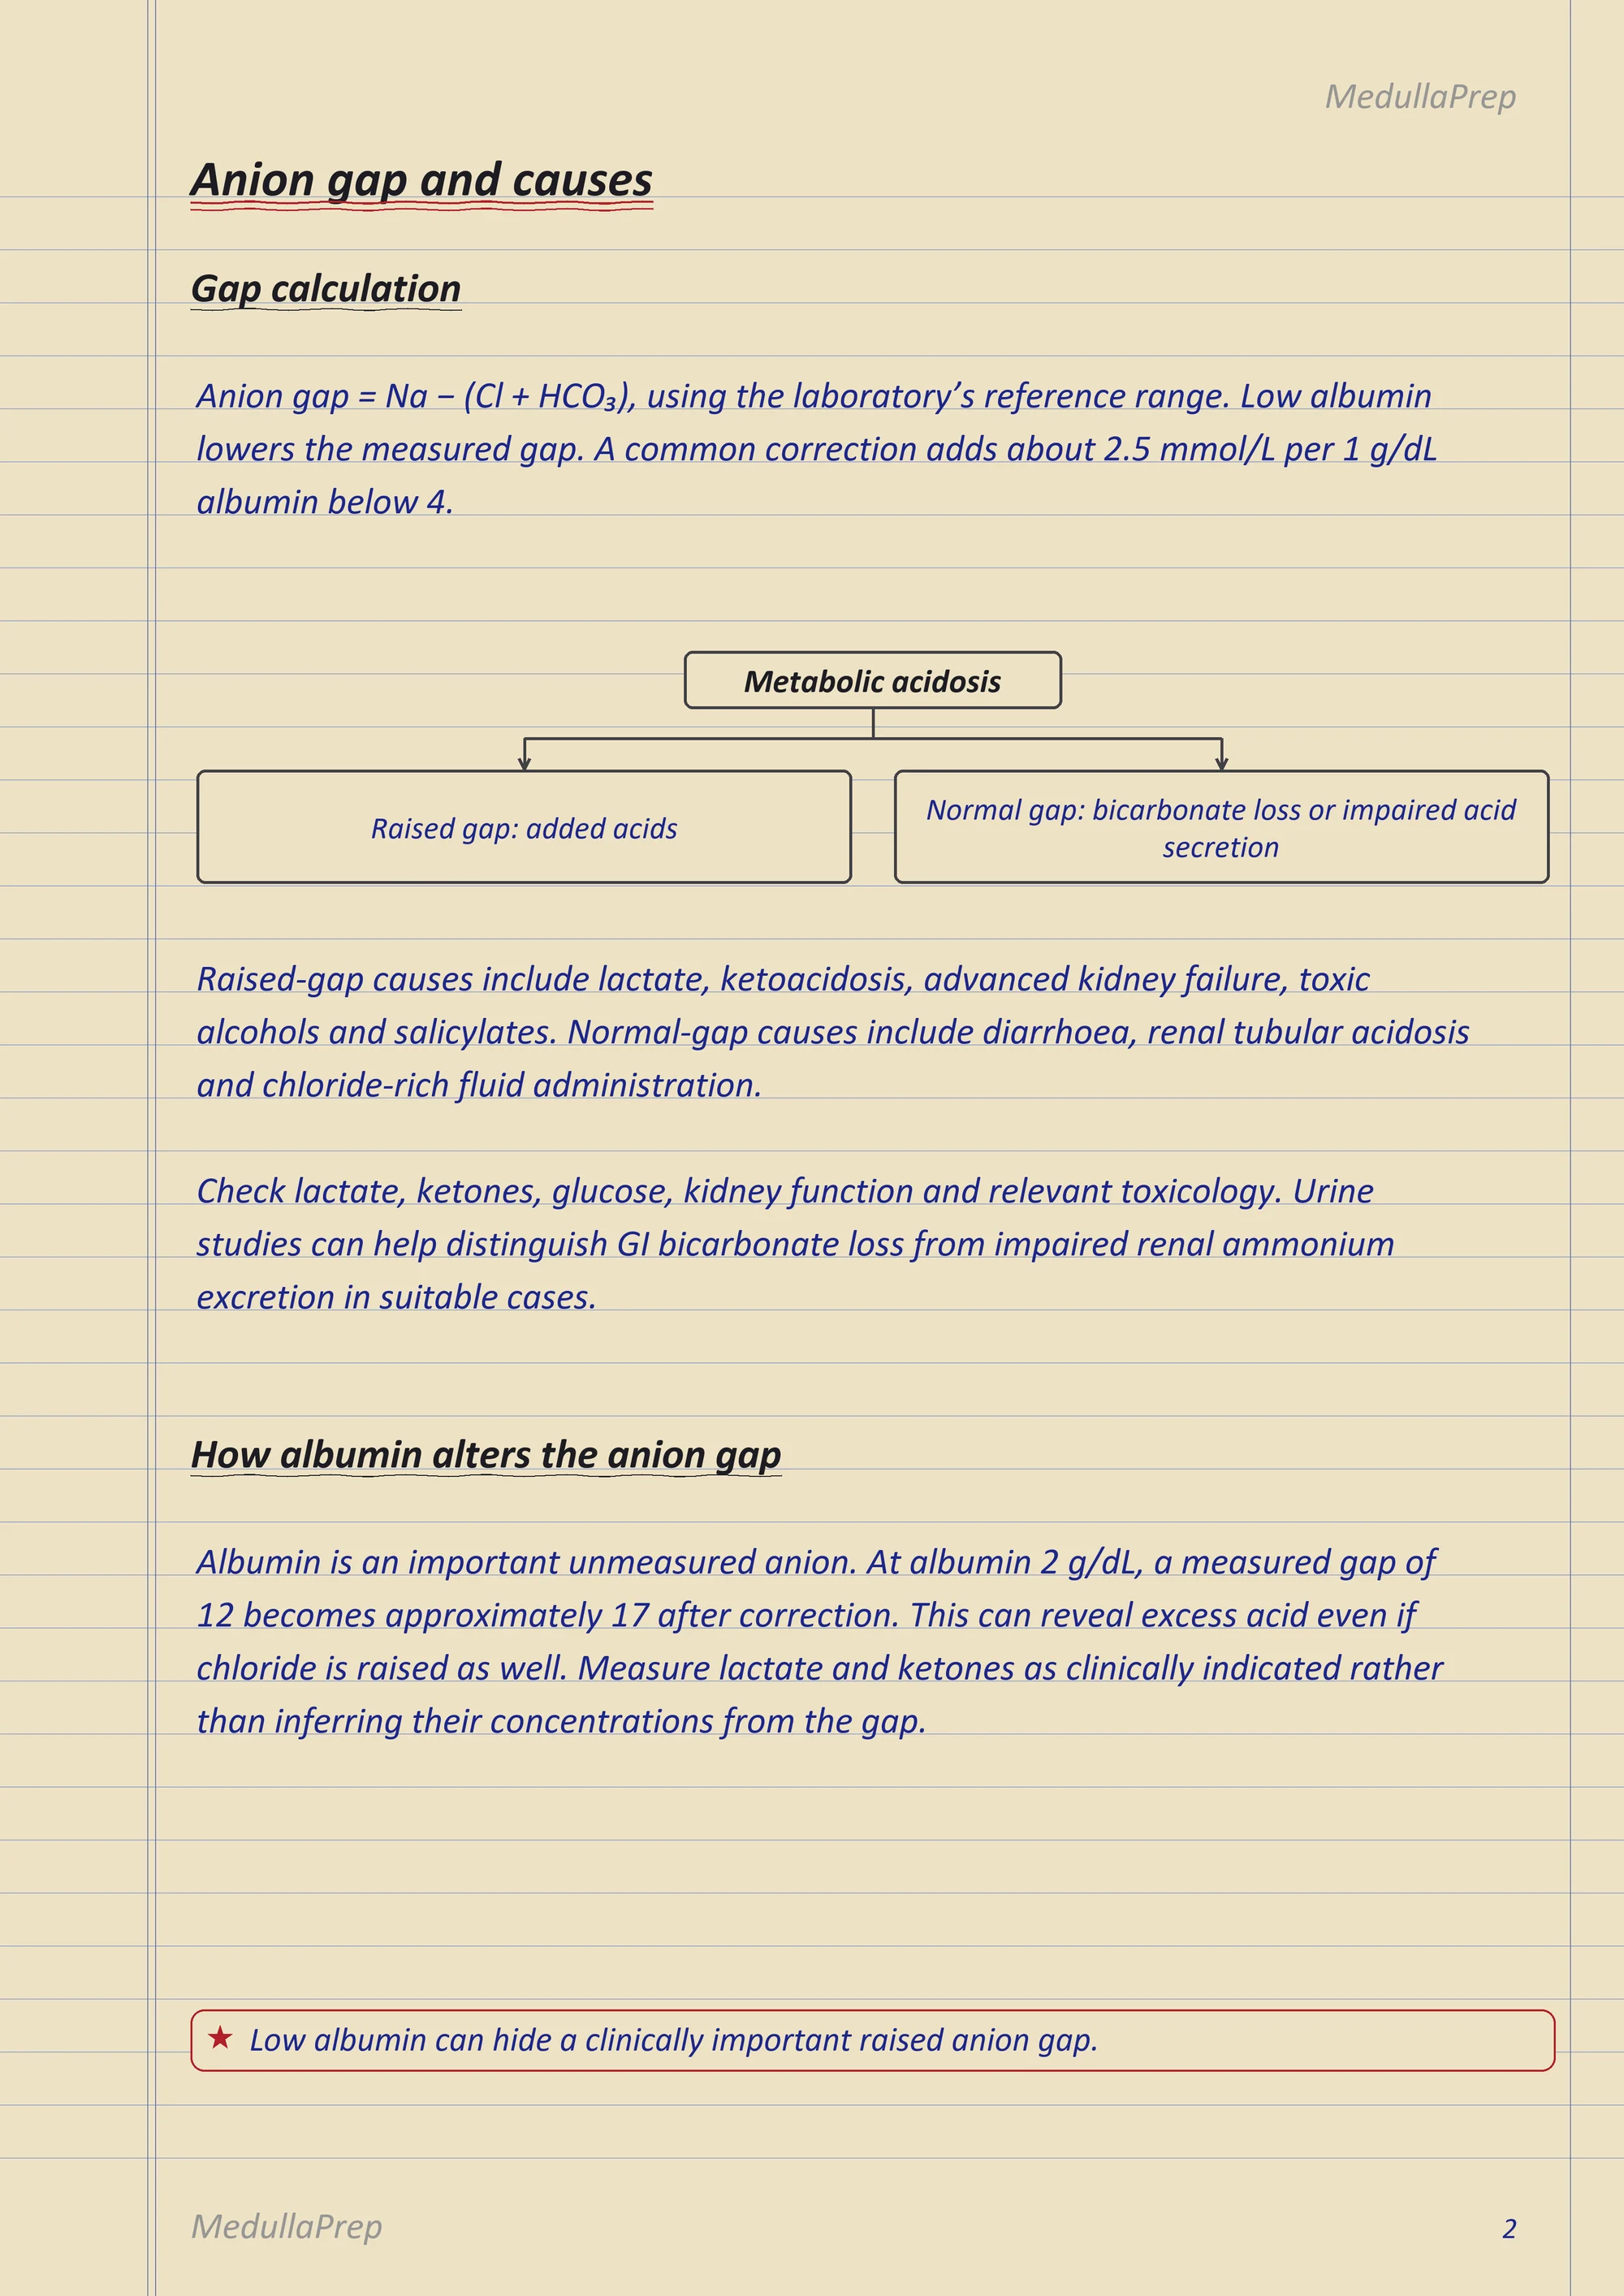 MedullaPrep
Anion gap and causes
Gap calculation
Anion gap = Na − (Cl + HCO₃), using the laboratory’s reference range. Low albumin
lowers the measured gap. A common correction adds about 2.5 mmol/L per 1 g/dL
albumin below 4.
Metabolic acidosis
Raised gap: added acids
Normal gap: bicarbonate loss or impaired acid
secretion
Raised-gap causes include lactate, ketoacidosis, advanced kidney failure, toxic
alcohols and salicylates. Normal-gap causes include diarrhoea, renal tubular acidosis
and chloride-rich fluid administration.
Check lactate, ketones, glucose, kidney function and relevant toxicology. Urine
studies can help distinguish GI bicarbonate loss from impaired renal ammonium
excretion in suitable cases.
How albumin alters the anion gap
Albumin is an important unmeasured anion. At albumin 2 g/dL, a measured gap of
12 becomes approximately 17 after correction. This can reveal excess acid even if
chloride is raised as well. Measure lactate and ketones as clinically indicated rather
than inferring their concentrations from the gap.
★ Low albumin can hide a clinically important raised anion gap.
MedullaPrep
2